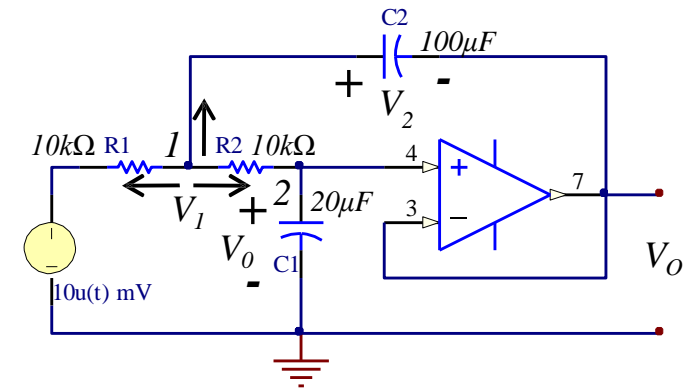 C2
100µF
+ -
V2
10kΩ R1 1 R2 10kΩ
4 +
7
V1
+ 2 20µF
3 −
V0
C1
-
VO
10u(t) mV